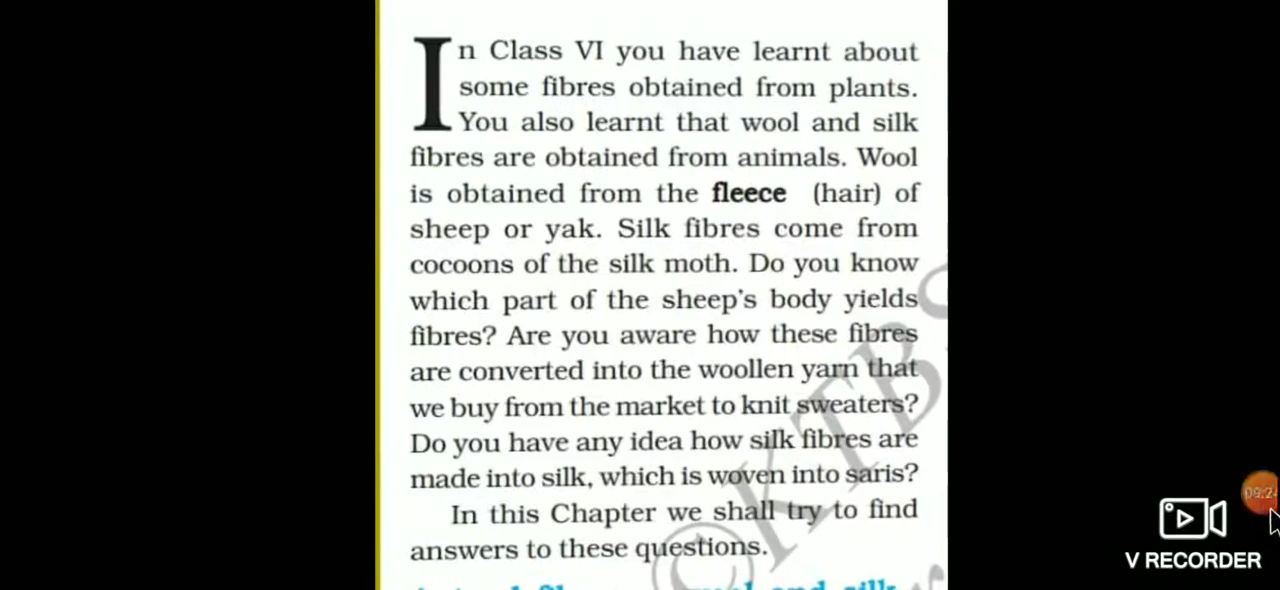 In Class VI you have learnt about
some fibres obtained from plants.
You also learnt that wool and silk
fibres are obtained from animals. Wool
is obtained from the fleece (hair) of
sheep or yak. Silk fibres come from
cocoons of the silk moth. Do you know
which part of the sheep's body yields
fibres? Are you aware how these fibres
are converted into the woollen yarn that
we buy from the market to knit sweaters?
Do you have any idea how silk fibres are
made into silk, which is woven into saris?
In this Chapter we shall try to find
answers to these questions.
wool and silk
©KTBS
V RECORDER